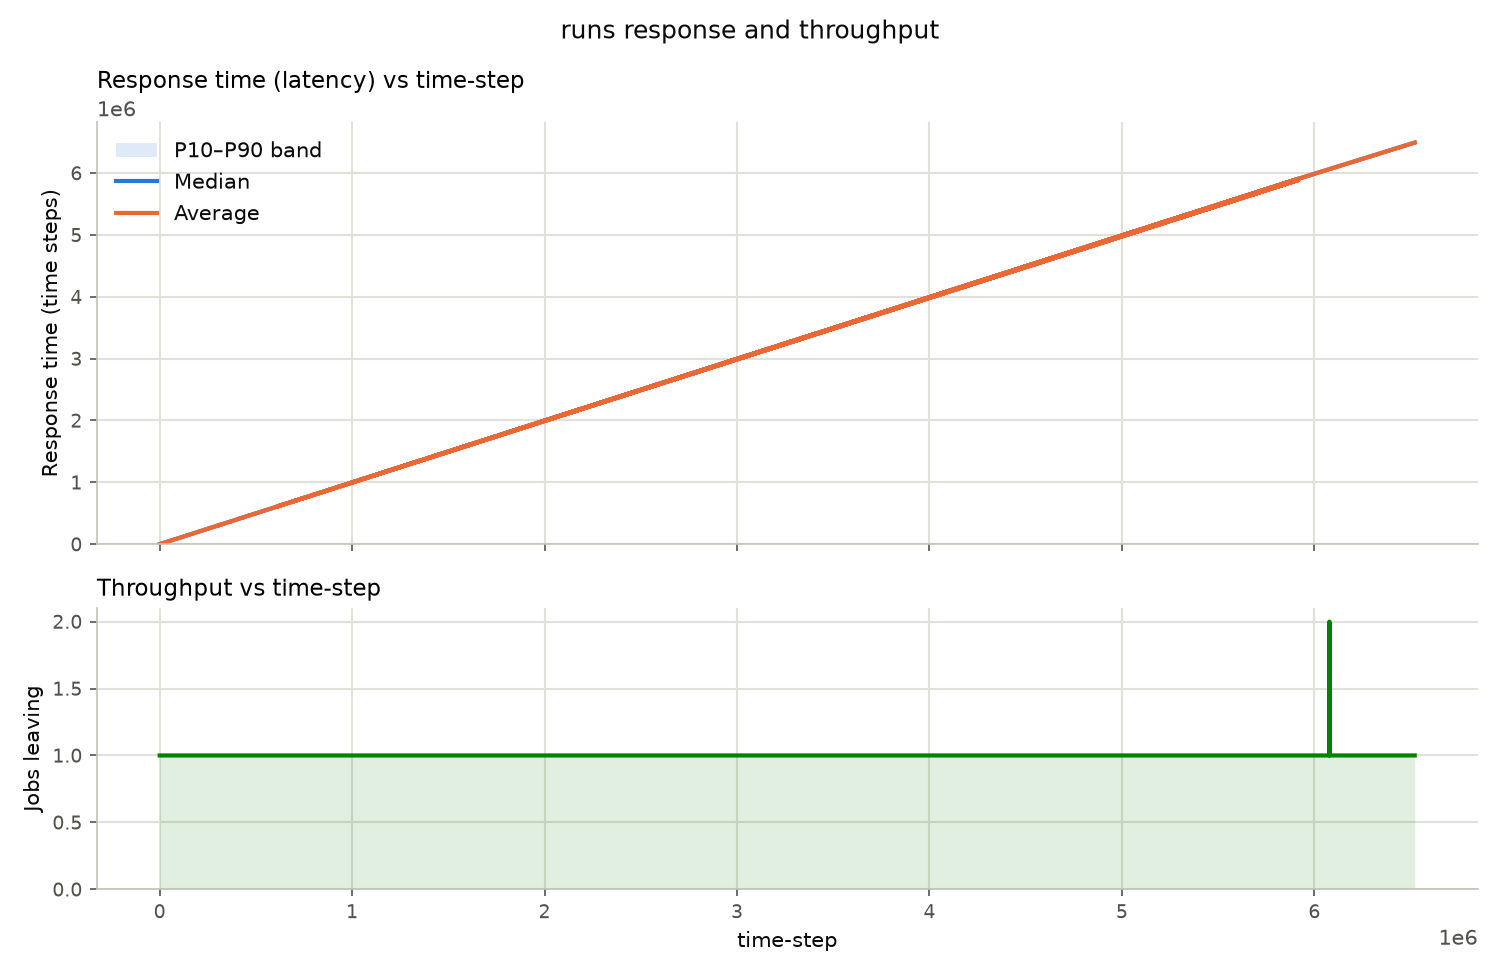 runs response and throughput
Response time (latency) vs time-step
1e6
P10–P90 band
Median
Average
Response time (time steps)
6
5
4
3
2
1
0
Throughput vs time-step
Jobs leaving
2.0
1.5
1.0
0.5
0.0
0 1 2 3 4 5 6
time-step
1e6